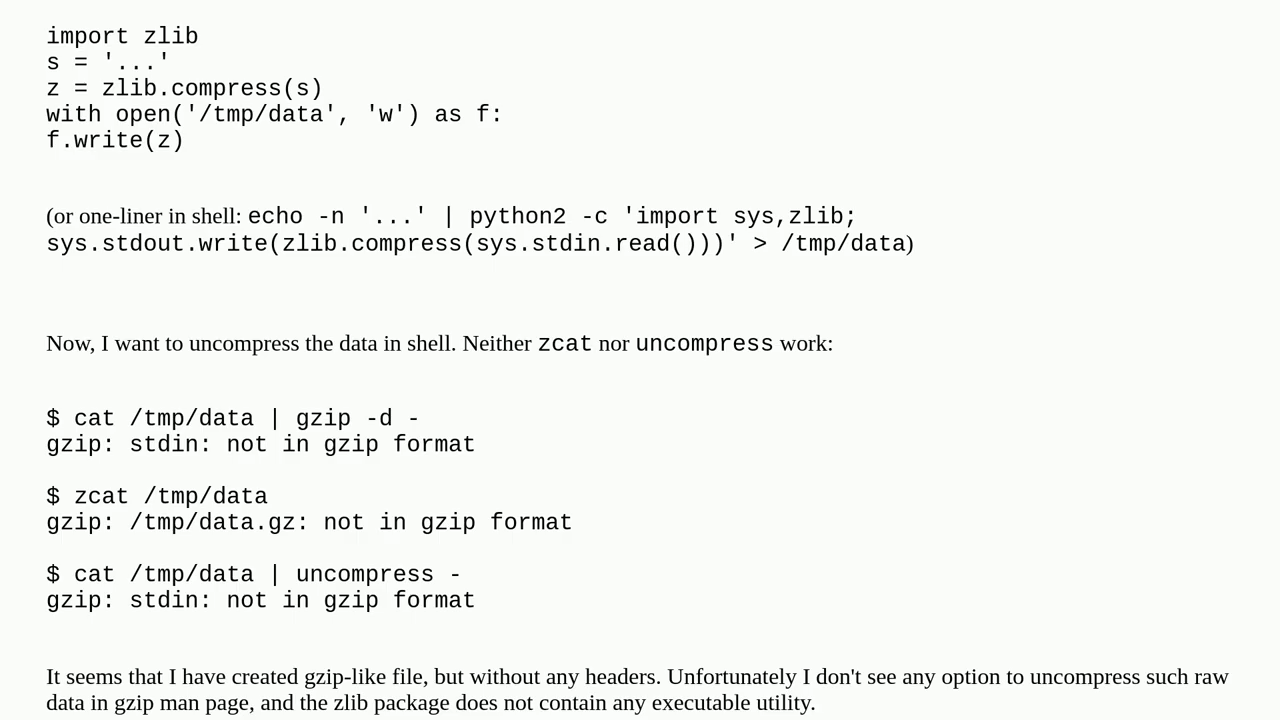 import zlib
s = '...'
z = zlib.compress(s)
with open('/tmp/data', 'w') as f:
f.write(z)
(or one-liner in shell: echo -n '...' | python2 -c 'import sys,zlib;
sys.stdout.write(zlib.compress(sys.stdin.read()))' > /tmp/data)
Now, I want to uncompress the data in shell. Neither zcat nor uncompress work:
$ cat /tmp/data | gzip -d -
gzip: stdin: not in gzip format
$ zcat /tmp/data
gzip: /tmp/data.gz: not in gzip format
$ cat /tmp/data | uncompress -
gzip: stdin: not in gzip format
It seems that I have created gzip-like file, but without any headers. Unfortunately I don't see any option to uncompress such raw
data in gzip man page, and the zlib package does not contain any executable utility.